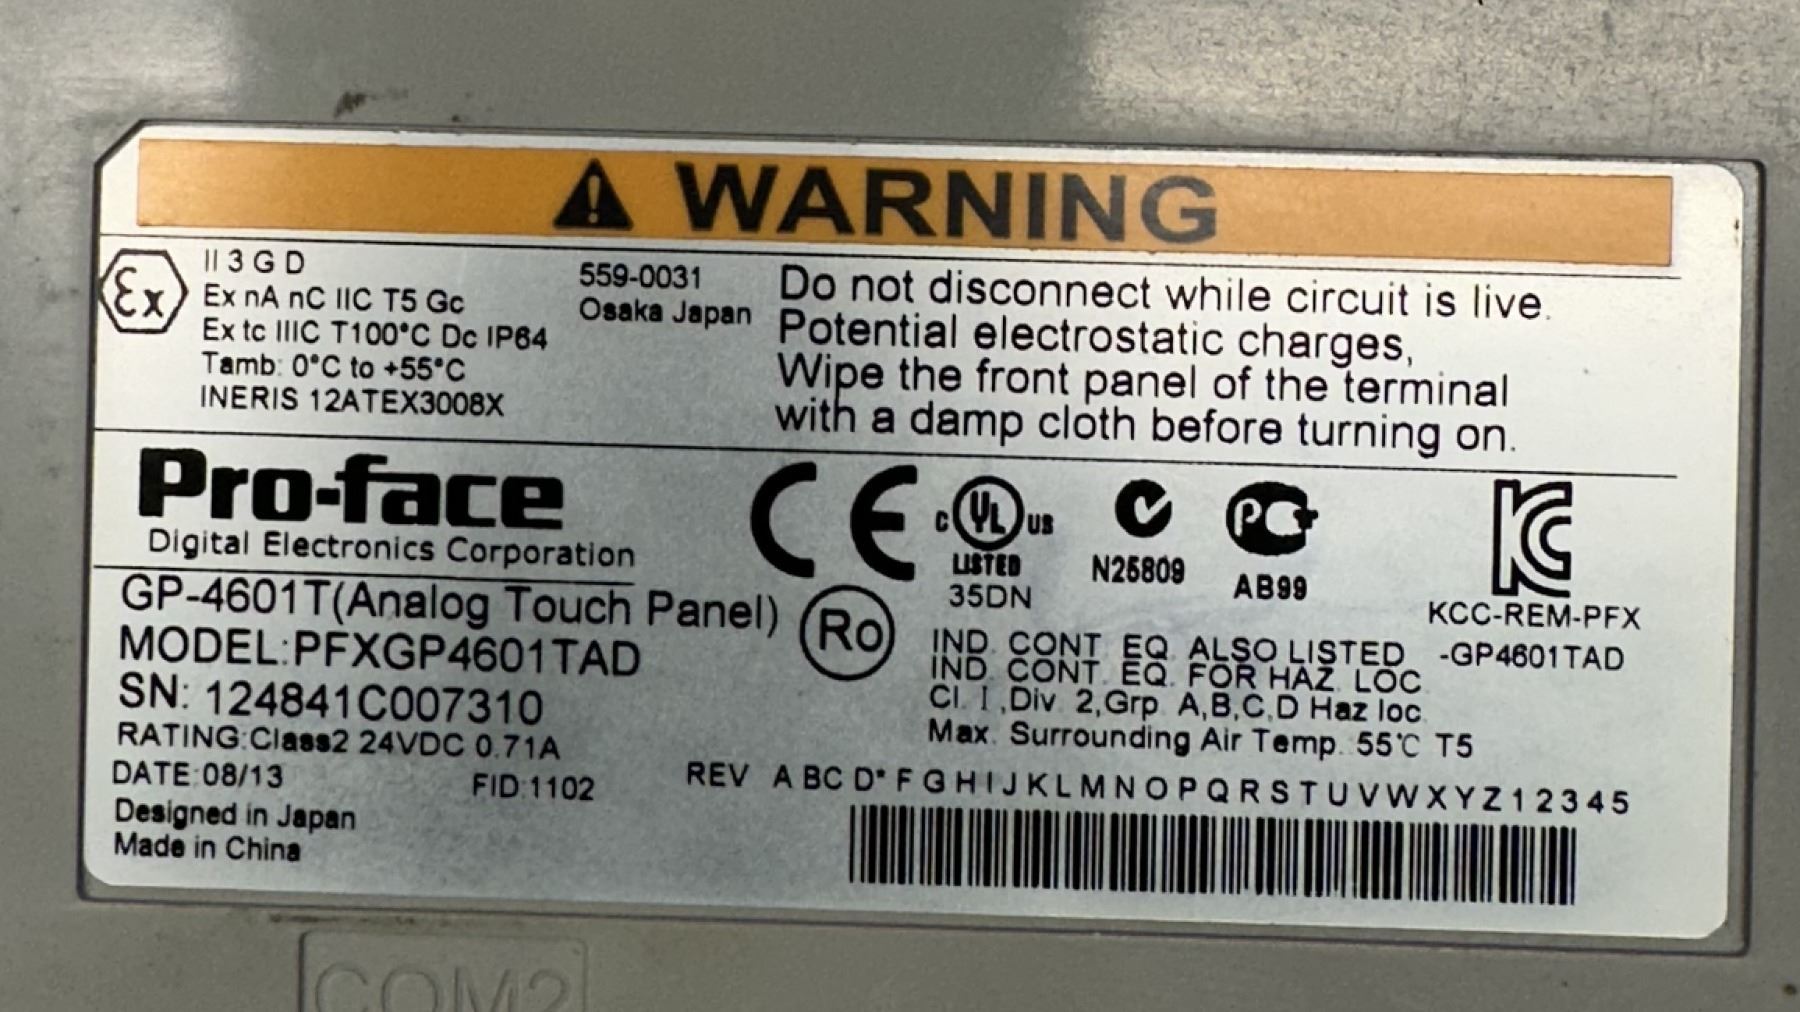 WARNING
II 3 G D
Ex nA nC IIC T5 Gc
Ex tc IIIC T100°C Dc IP64
Tamb: 0°C to +55°C
INERIS 12ATEX3008X
559-0031
Osaka Japan
Do not disconnect while circuit is live.
Potential electrostatic charges,
Wipe the front panel of the terminal
with a damp cloth before turning on.
Ex
Pro-face
Digital Electronics Corporation
CE
c UL us
LISTED
35DN
N25809
AB99
KCC-REM-PFX
-GP4601TAD
GP-4601T(Analog Touch Panel)
MODEL:PFXGP4601TAD
SN: 124841C007310
RATING:Class2 24VDC 0.71A
DATE:08/13
FID:1102
Designed in Japan
Made in China
Ro
IND. CONT. EQ. ALSO LISTED
IND. CONT. EQ. FOR HAZ. LOC.
Cl. I ,Div. 2,Grp. A,B,C,D Haz loc.
Max. Surrounding Air Temp. 55°C T5
REV A B C D * F G H I J K L M N O P Q R S T U V W X Y Z 1 2 3 4 5
COM2